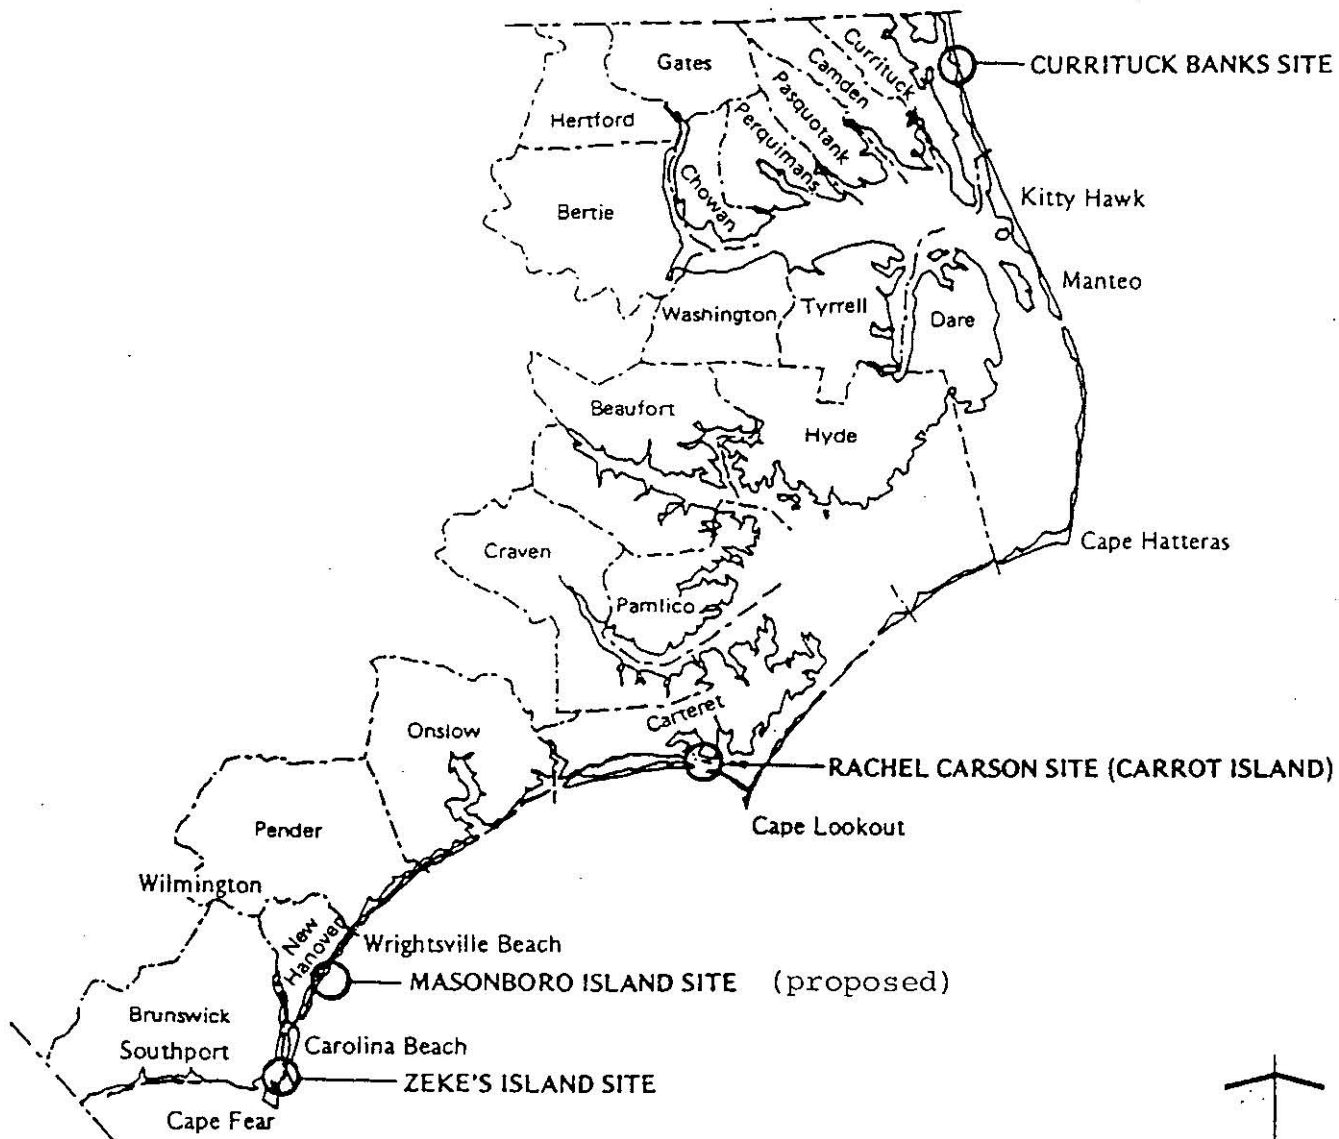 Currituck
Camden
Gates
Pasquotank
CURRITUCK BANKS SITE
Hertford
Perquimans
Chowan
Kitty Hawk
Bertie
Manteo
Washington
Tyrrell
Dare
Beaufort
Hyde
Cape Hatteras
Craven
Pamlico
Carteret
Onslow
RACHEL CARSON SITE (CARROT ISLAND)
Pender
Cape Lookout
Wilmington
New
Hanover
Wrightsville Beach
MASONBORO ISLAND SITE (proposed)
Brunswick
Southport
Carolina Beach
ZEKE'S ISLAND SITE
Cape Fear